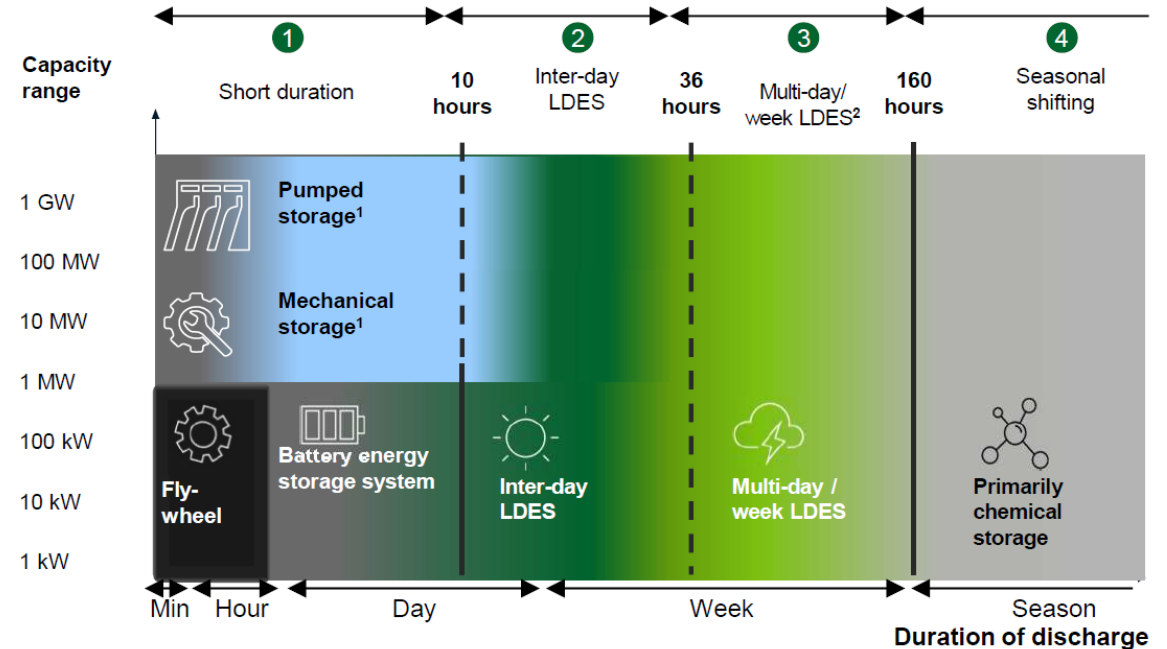 1
2
3
4
Capacity
range
Short duration
10
hours
Inter-day
LDES
36
hours
Multi-day/
week LDES²
160
hours
Seasonal
shifting
1 GW
100 MW
10 MW
1 MW
100 kW
10 kW
1 kW
Pumped
storage¹
Mechanical
storage¹
Fly-
wheel
Battery energy
storage system
Inter-day
LDES
Multi-day /
week LDES
Primarily
chemical
storage
Min
Hour
Day
Week
Season
Duration of discharge